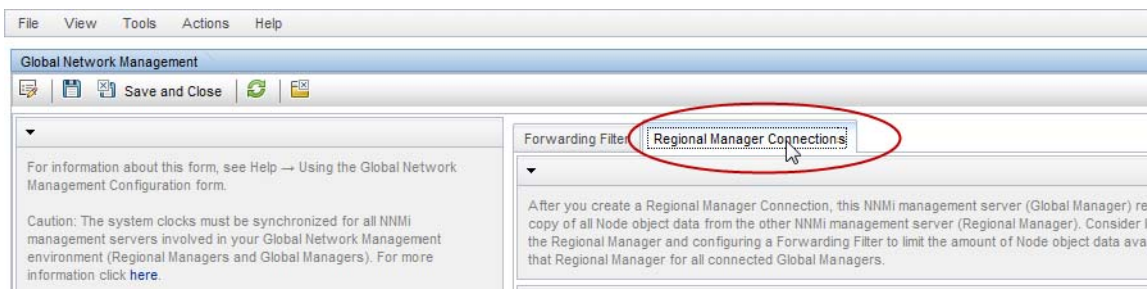 File View Tools Actions Help
Global Network Management
Save and Close
For information about this form, see Help → Using the Global Network
Management Configuration form.
Caution: The system clocks must be synchronized for all NNMi
management servers involved in your Global Network Management
environment (Regional Managers and Global Managers). For more
information click here.
Forwarding Filter Regional Manager Connections
After you create a Regional Manager Connection, this NNMi management server (Global Manager) re
copy of all Node object data from the other NNMi management server (Regional Manager). Consider
the Regional Manager and configuring a Forwarding Filter to limit the amount of Node object data ava
that Regional Manager for all connected Global Managers.